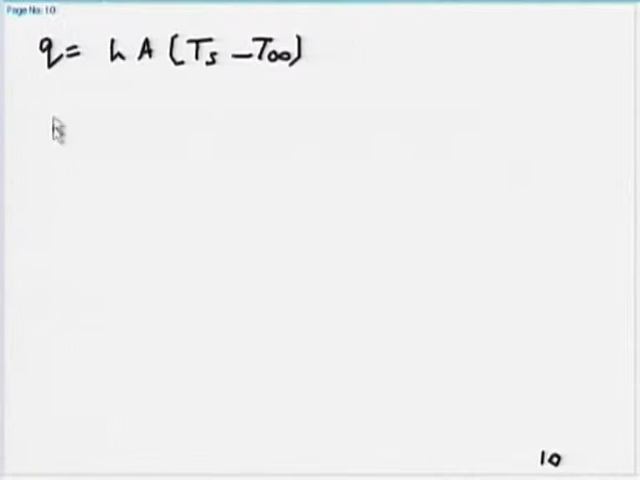 Page No: 10
q = h A (Ts – T∞)
10